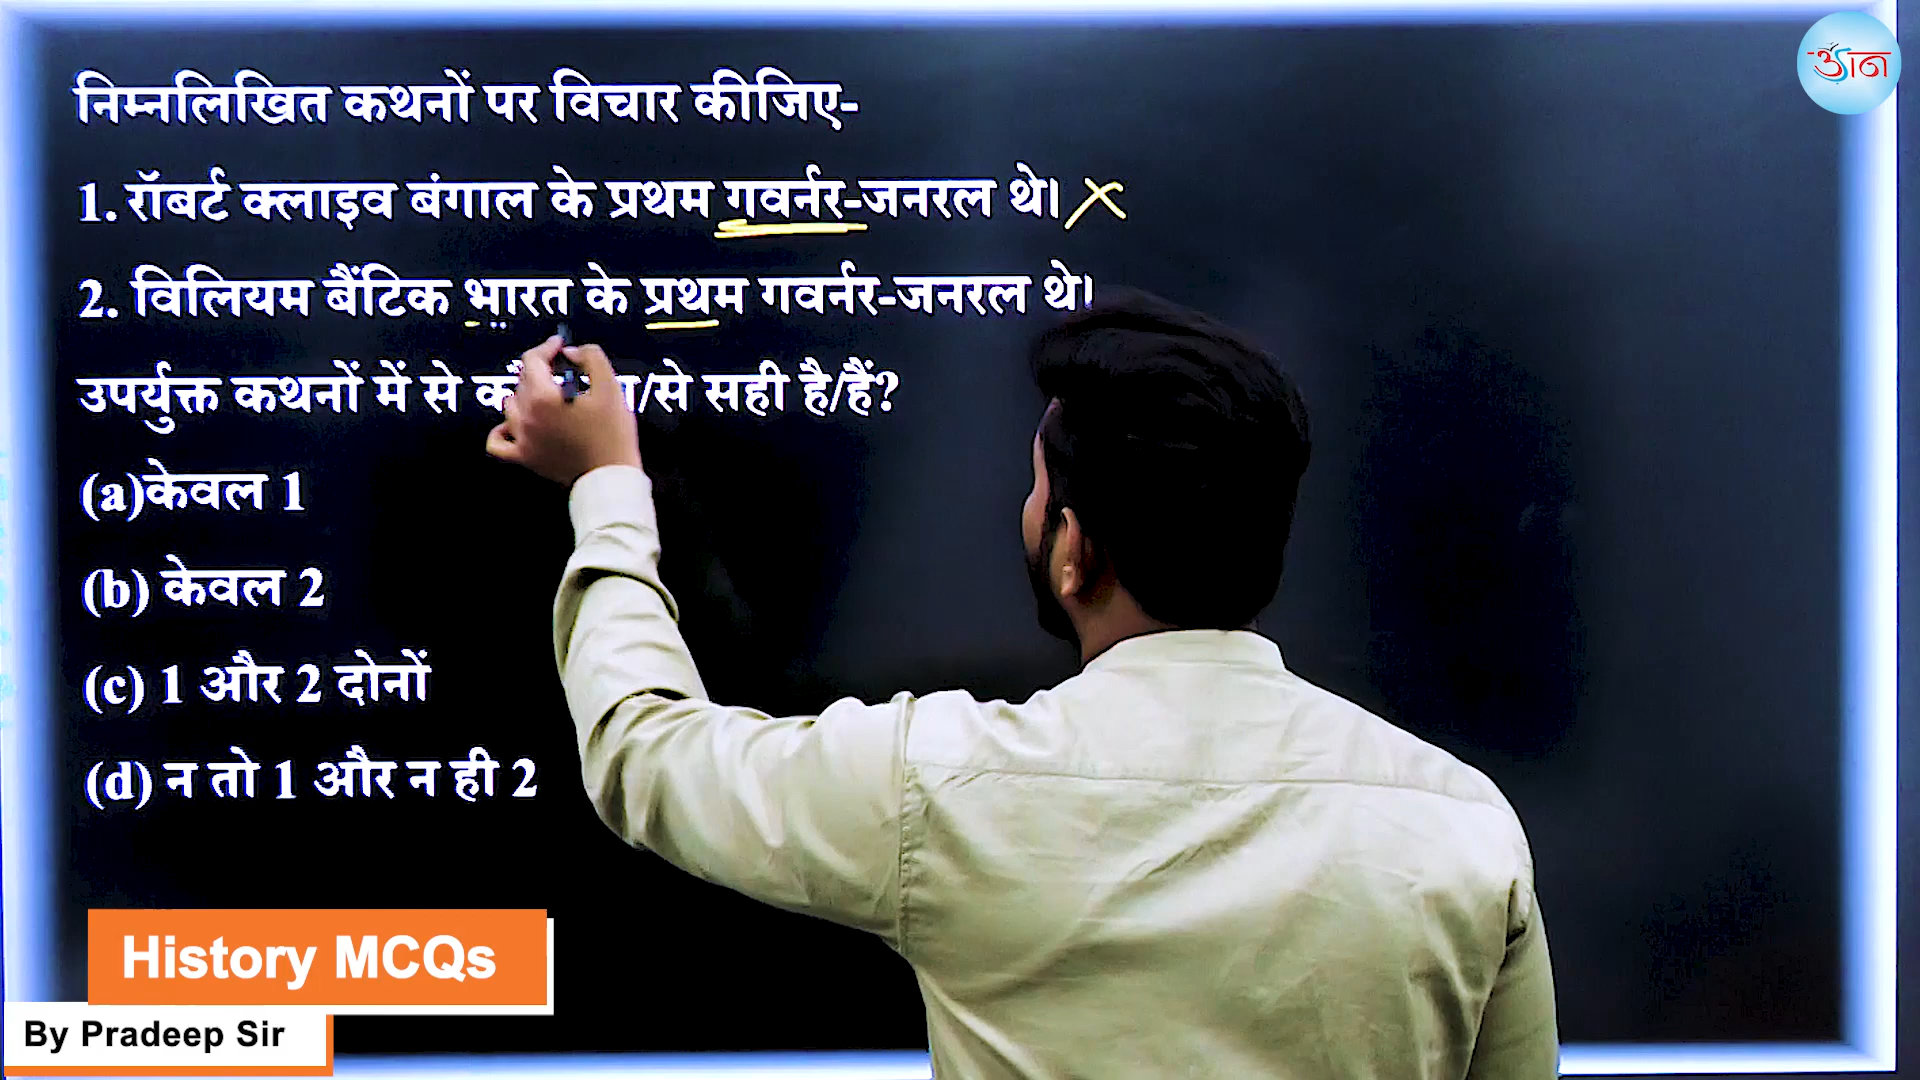 निम्नलिखित कथनों पर विचार कीजिए-
1. रॉबर्ट क्लाइव बंगाल के प्रथम गवर्नर-जनरल थे।
2. विलियम बैंटिक भारत के प्रथम गवर्नर-जनरल थे।
उपर्युक्त कथनों में से /से सही है/हैं?
(a)केवल 1
(b) केवल 2
(c) 1 और 2 दोनों
(d) न तो 1 और न ही 2
History MCQs
By Pradeep Sir